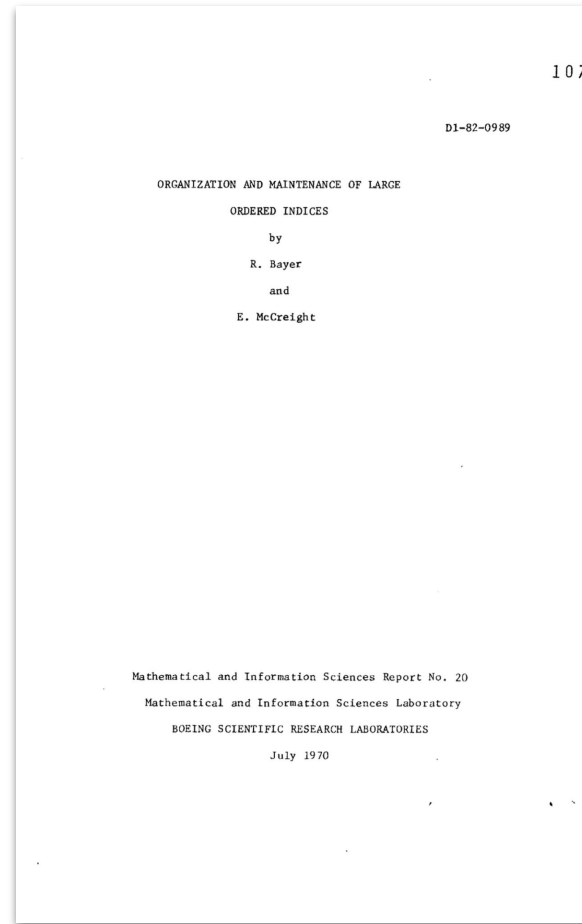 107
D1-82-0989
ORGANIZATION AND MAINTENANCE OF LARGE
ORDERED INDICES
by
R. Bayer
and
E. McCreight
Mathematical and Information Sciences Report No. 20
Mathematical and Information Sciences Laboratory
BOEING SCIENTIFIC RESEARCH LABORATORIES
July 1970